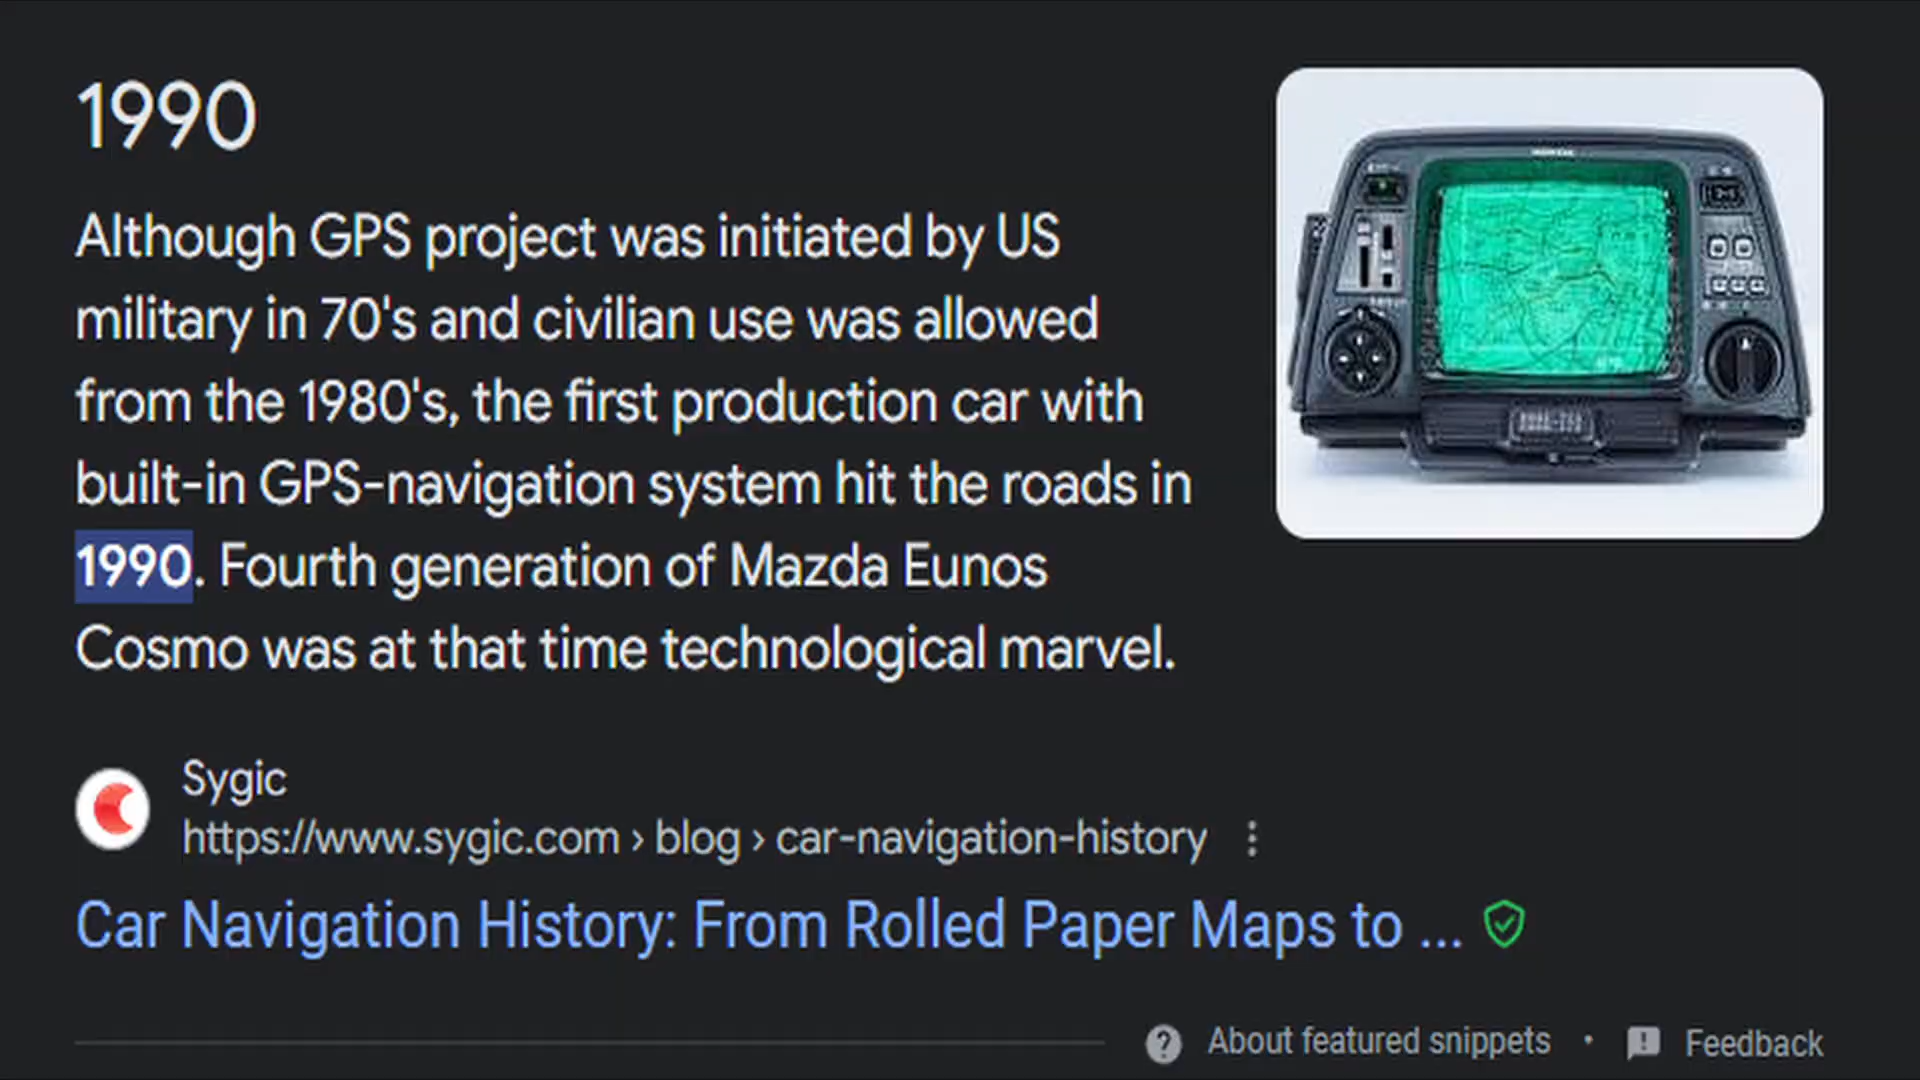 1990
Although GPS project was initiated by US
military in 70's and civilian use was allowed
from the 1980's, the first production car with
built-in GPS-navigation system hit the roads in
1990. Fourth generation of Mazda Eunos
Cosmo was at that time technological marvel.
Sygic
https://www.sygic.com › blog › car-navigation-history
Car Navigation History: From Rolled Paper Maps to ...
About featured snippets • Feedback